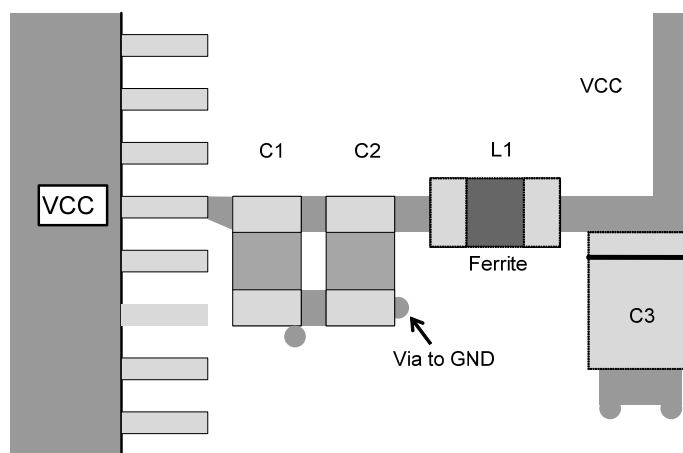 VCC
C1
C2
L1
VCC
Ferrite
C3
Via to GND